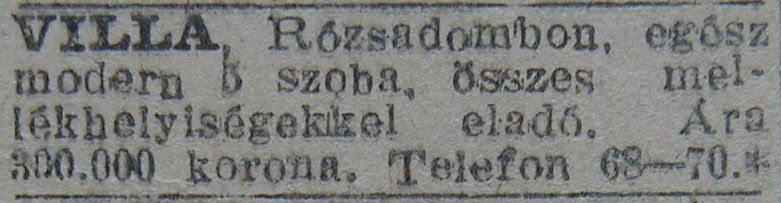 VILLA, Rózsadombon, egész
modern 5 szoba, összes mel-
lékhelyiségekkel eladó. Ára
300.000 korona. Telefon 68—70.*